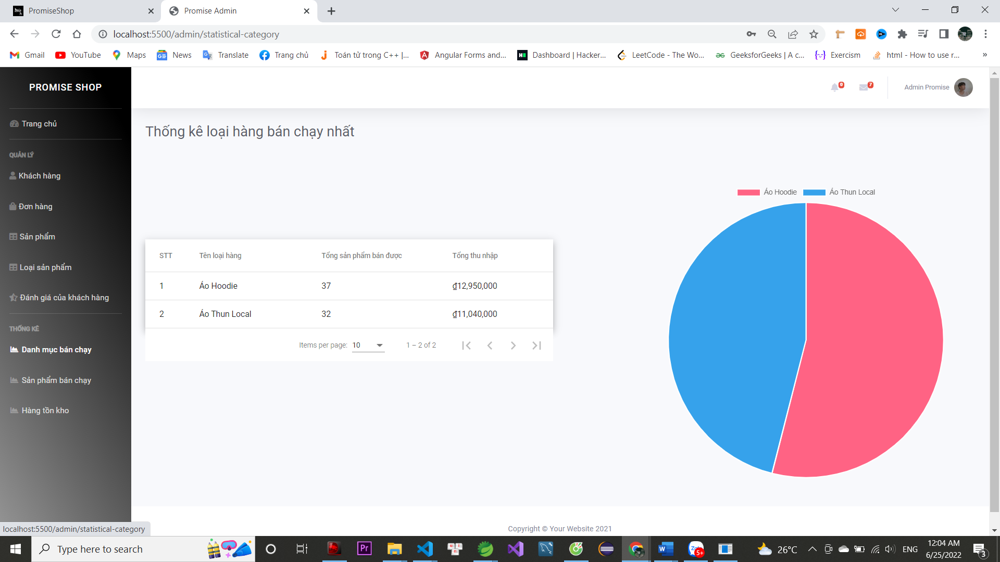 PromiseShop
Promise Admin
localhost:5500/admin/statistical-category
Gmail
YouTube
Maps
News
Translate
Trang chủ
Toán tử trong C++ |...
Angular Forms and...
Dashboard | Hacker...
LeetCode - The Wo...
GeeksforGeeks | A c...
Exercism
html - How to use r...
»
PROMISE SHOP
0
7
Admin Promise
Trang chủ
QUẢN LÝ
Khách hàng
Đơn hàng
Sản phẩm
Loại sản phẩm
Đánh giá của khách hàng
THỐNG KÊ
Danh mục bán chạy
Sản phẩm bán chạy
Hàng tồn kho
Thống kê loại hàng bán chạy nhất
Áo Hoodie Áo Thun Local
STT Tên loại hàng Tổng sản phẩm bán được Tổng thu nhập
1 Áo Hoodie 37 ₫12,950,000
2 Áo Thun Local 32 ₫11,040,000
Items per page: 10 1 – 2 of 2
Copyright © Your Website 2021
localhost:5500/admin/statistical-category
Type here to search
Pr
W
5+
26°C
ENG
12:04 AM
6/25/2022
3